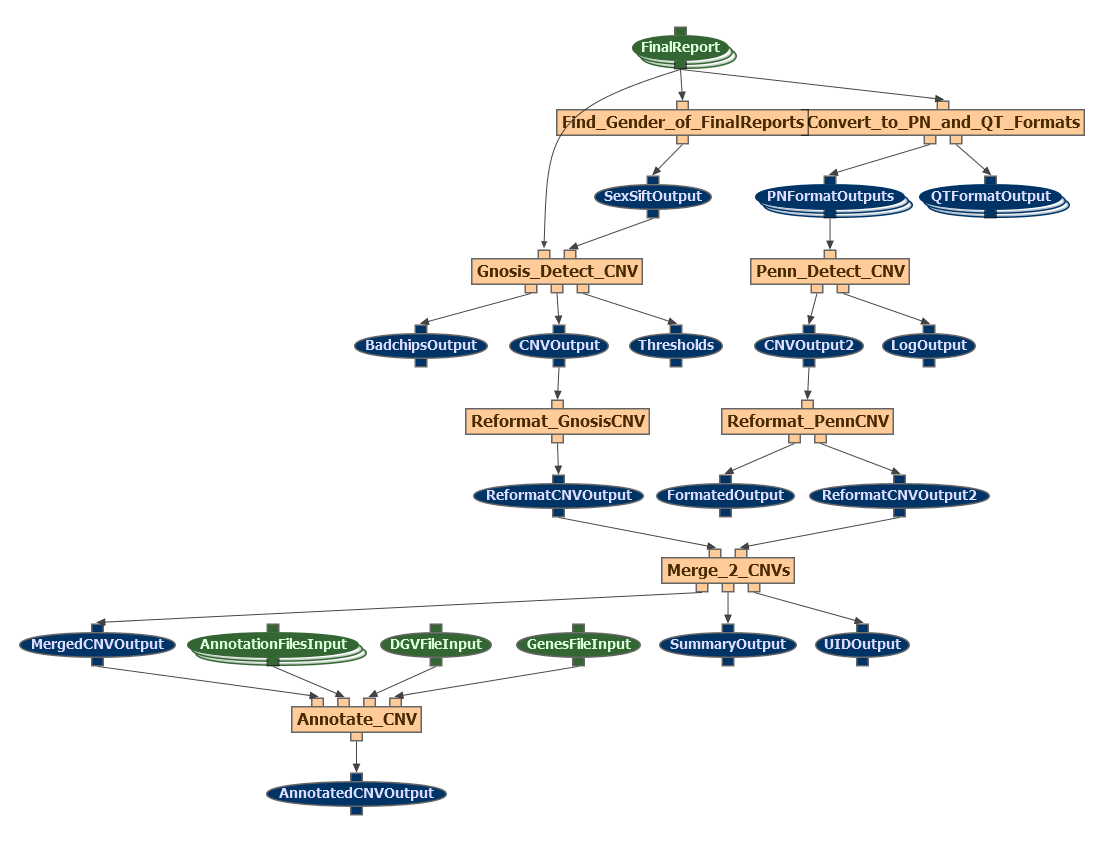 FinalReport
Find_Gender_of_FinalReports
Convert_to_PN_and_QT_Formats
SexSiftOutput
PNFormatOutputs
QTFormatOutput
Gnosis_Detect_CNV
Penn_Detect_CNV
BadchipsOutput
CNVOutput
Thresholds
CNVOutput2
LogOutput
Reformat_GnosisCNV
Reformat_PennCNV
ReformatCNVOutput
FormatedOutput
ReformatCNVOutput2
Merge_2_CNVs
MergedCNVOutput
AnnotationFilesInput
DGVFileInput
GenesFileInput
SummaryOutput
UIDOutput
Annotate_CNV
AnnotatedCNVOutput